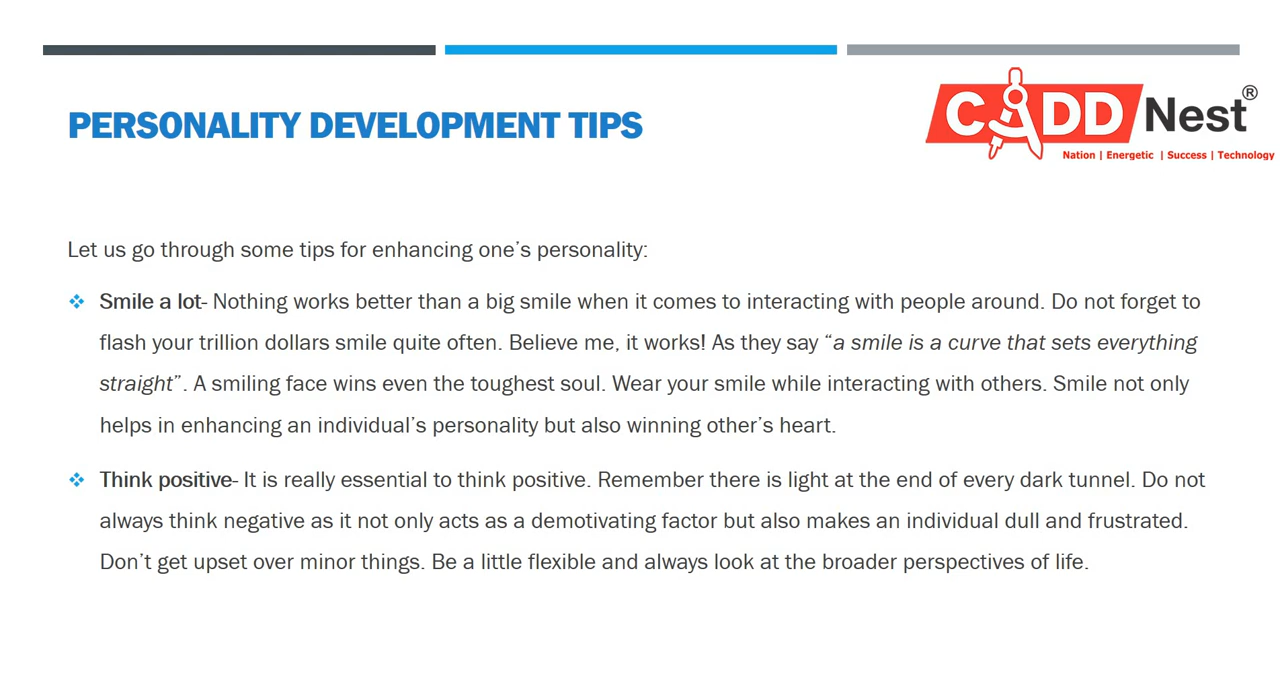 PERSONALITY DEVELOPMENT TIPS
CADD Nest®
Nation | Energetic | Success | Technology
Let us go through some tips for enhancing one’s personality:
❖ Smile a lot- Nothing works better than a big smile when it comes to interacting with people around. Do not forget to
flash your trillion dollars smile quite often. Believe me, it works! As they say “a smile is a curve that sets everything
straight”. A smiling face wins even the toughest soul. Wear your smile while interacting with others. Smile not only
helps in enhancing an individual’s personality but also winning other’s heart.
❖ Think positive- It is really essential to think positive. Remember there is light at the end of every dark tunnel. Do not
always think negative as it not only acts as a demotivating factor but also makes an individual dull and frustrated.
Don’t get upset over minor things. Be a little flexible and always look at the broader perspectives of life.